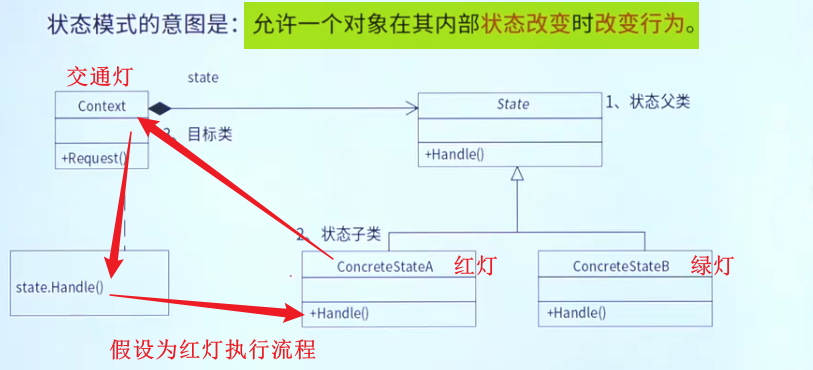 状态模式的意图是：允许一个对象在其内部状态改变时改变行为。
交通灯
state
Context
State
1、状态父类
、目标类
+Request()
+Handle()
2、状态子类
state.Handle()
ConcreteStateA
红灯
ConcreteStateB
绿灯
+Handle()
+Handle()
假设为红灯执行流程